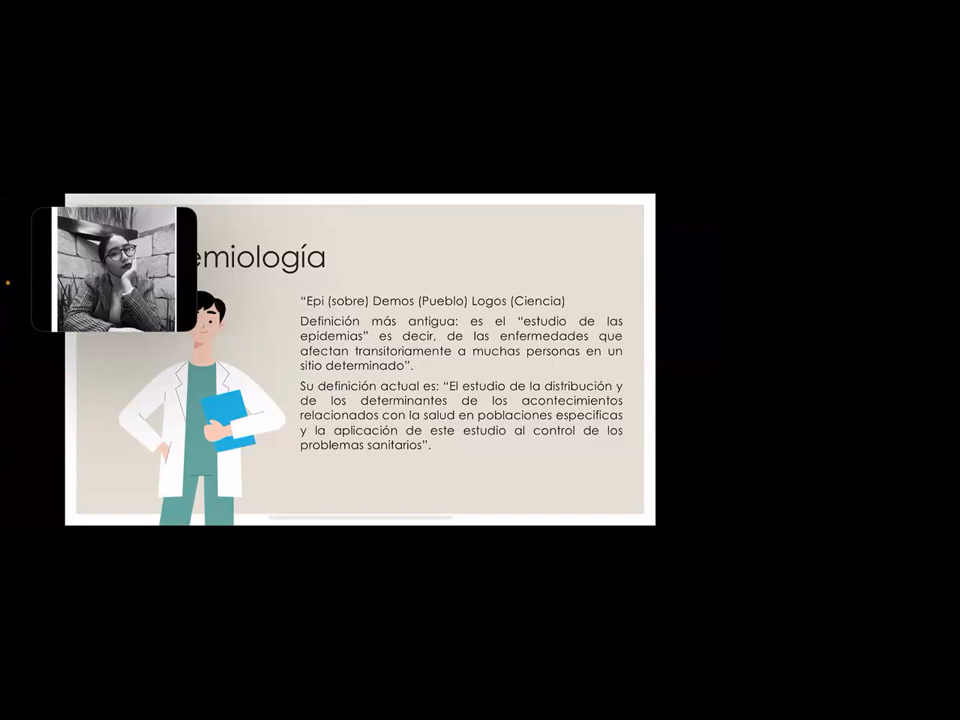 emiología
“Epi (sobre) Demos (Pueblo) Logos (Ciencia)
Definición más antigua: es el “estudio de las
epidemias” es decir, de las enfermedades que
afectan transitoriamente a muchas personas en un
sitio determinado”.
Su definición actual es: “El estudio de la distribución y
de los determinantes de los acontecimientos
relacionados con la salud en poblaciones especificas
y la aplicación de este estudio al control de los
problemas sanitarios”.